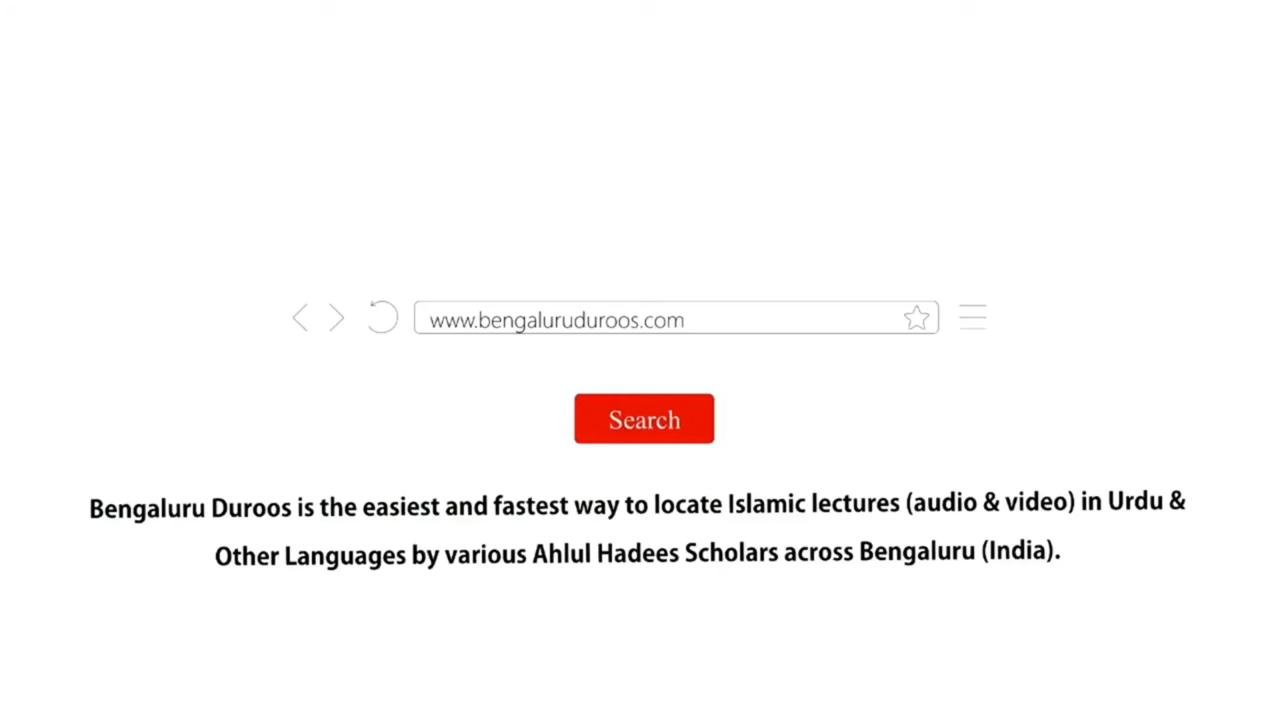 www.bengaluruduroos.com
Search
Bengaluru Duroos is the easiest and fastest way to locate Islamic lectures (audio & video) in Urdu &
Other Languages by various Ahlul Hadees Scholars across Bengaluru (India).